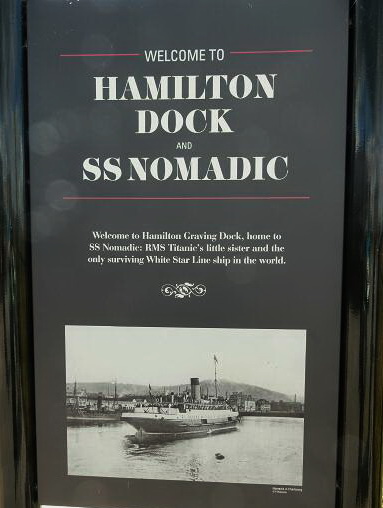 WELCOME TO
HAMILTON
DOCK
AND
SS NOMADIC
Welcome to Hamilton Graving Dock, home to
SS Nomadic: RMS Titanic's little sister and the
only surviving White Star Line ship in the world.